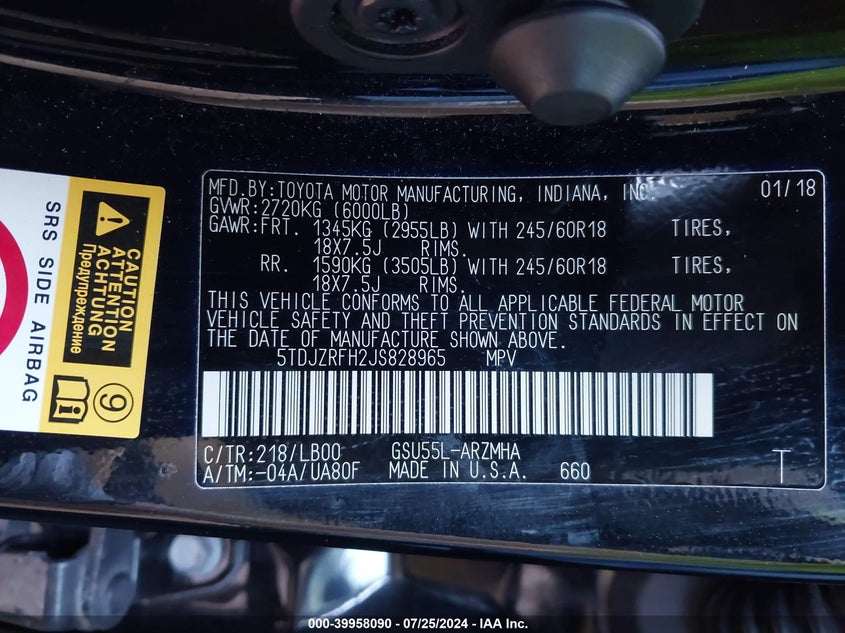 MFD.BY:TOYOTA MOTOR MANUFACTURING, INDIANA, INC. 01/18
GVWR:2720KG (6000LB)
GAWR:FRT. 1345KG (2955LB) WITH 245/60R18 TIRES,
18X7.5J RIMS.
RR. 1590KG (3505LB) WITH 245/60R18 TIRES,
18X7.5J RIMS.
THIS VEHICLE CONFORMS TO ALL APPLICABLE FEDERAL MOTOR
VEHICLE SAFETY AND THEFT PREVENTION STANDARDS IN EFFECT ON
THE DATE OF MANUFACTURE SHOWN ABOVE.
5TDJZRFH2JS828965 MPV
C/TR:218/LB00 GSU55L-ARZMHA
A/TM:-04A/UA80F MADE IN U.S.A. 660 T
CAUTION
ATTENTION
ACHTUNG
Предупреждение
9
SRS SIDE AIRBAG
000-39958090 - 07/25/2024 - IAA Inc.